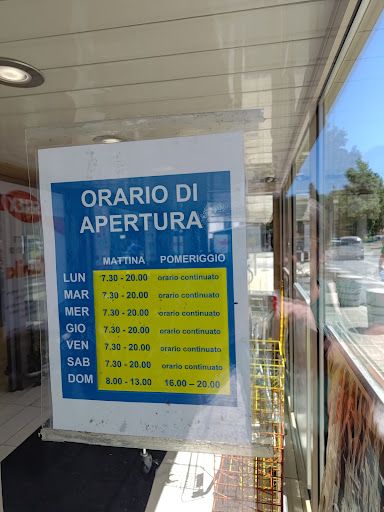 ORARIO DI
APERTURA
MATTINA POMERIGGIO
LUN 7.30 - 20.00 orario continuato
MAR 7.30 - 20.00 orario continuato
MER 7.30 - 20.00 orario continuato
GIO 7.30 - 20.00 orario continuato
VEN 7.30 - 20.00 orario continuato
SAB 7.30 - 20.00 orario continuato
DOM 8.00 - 13.00 16.00 – 20.00